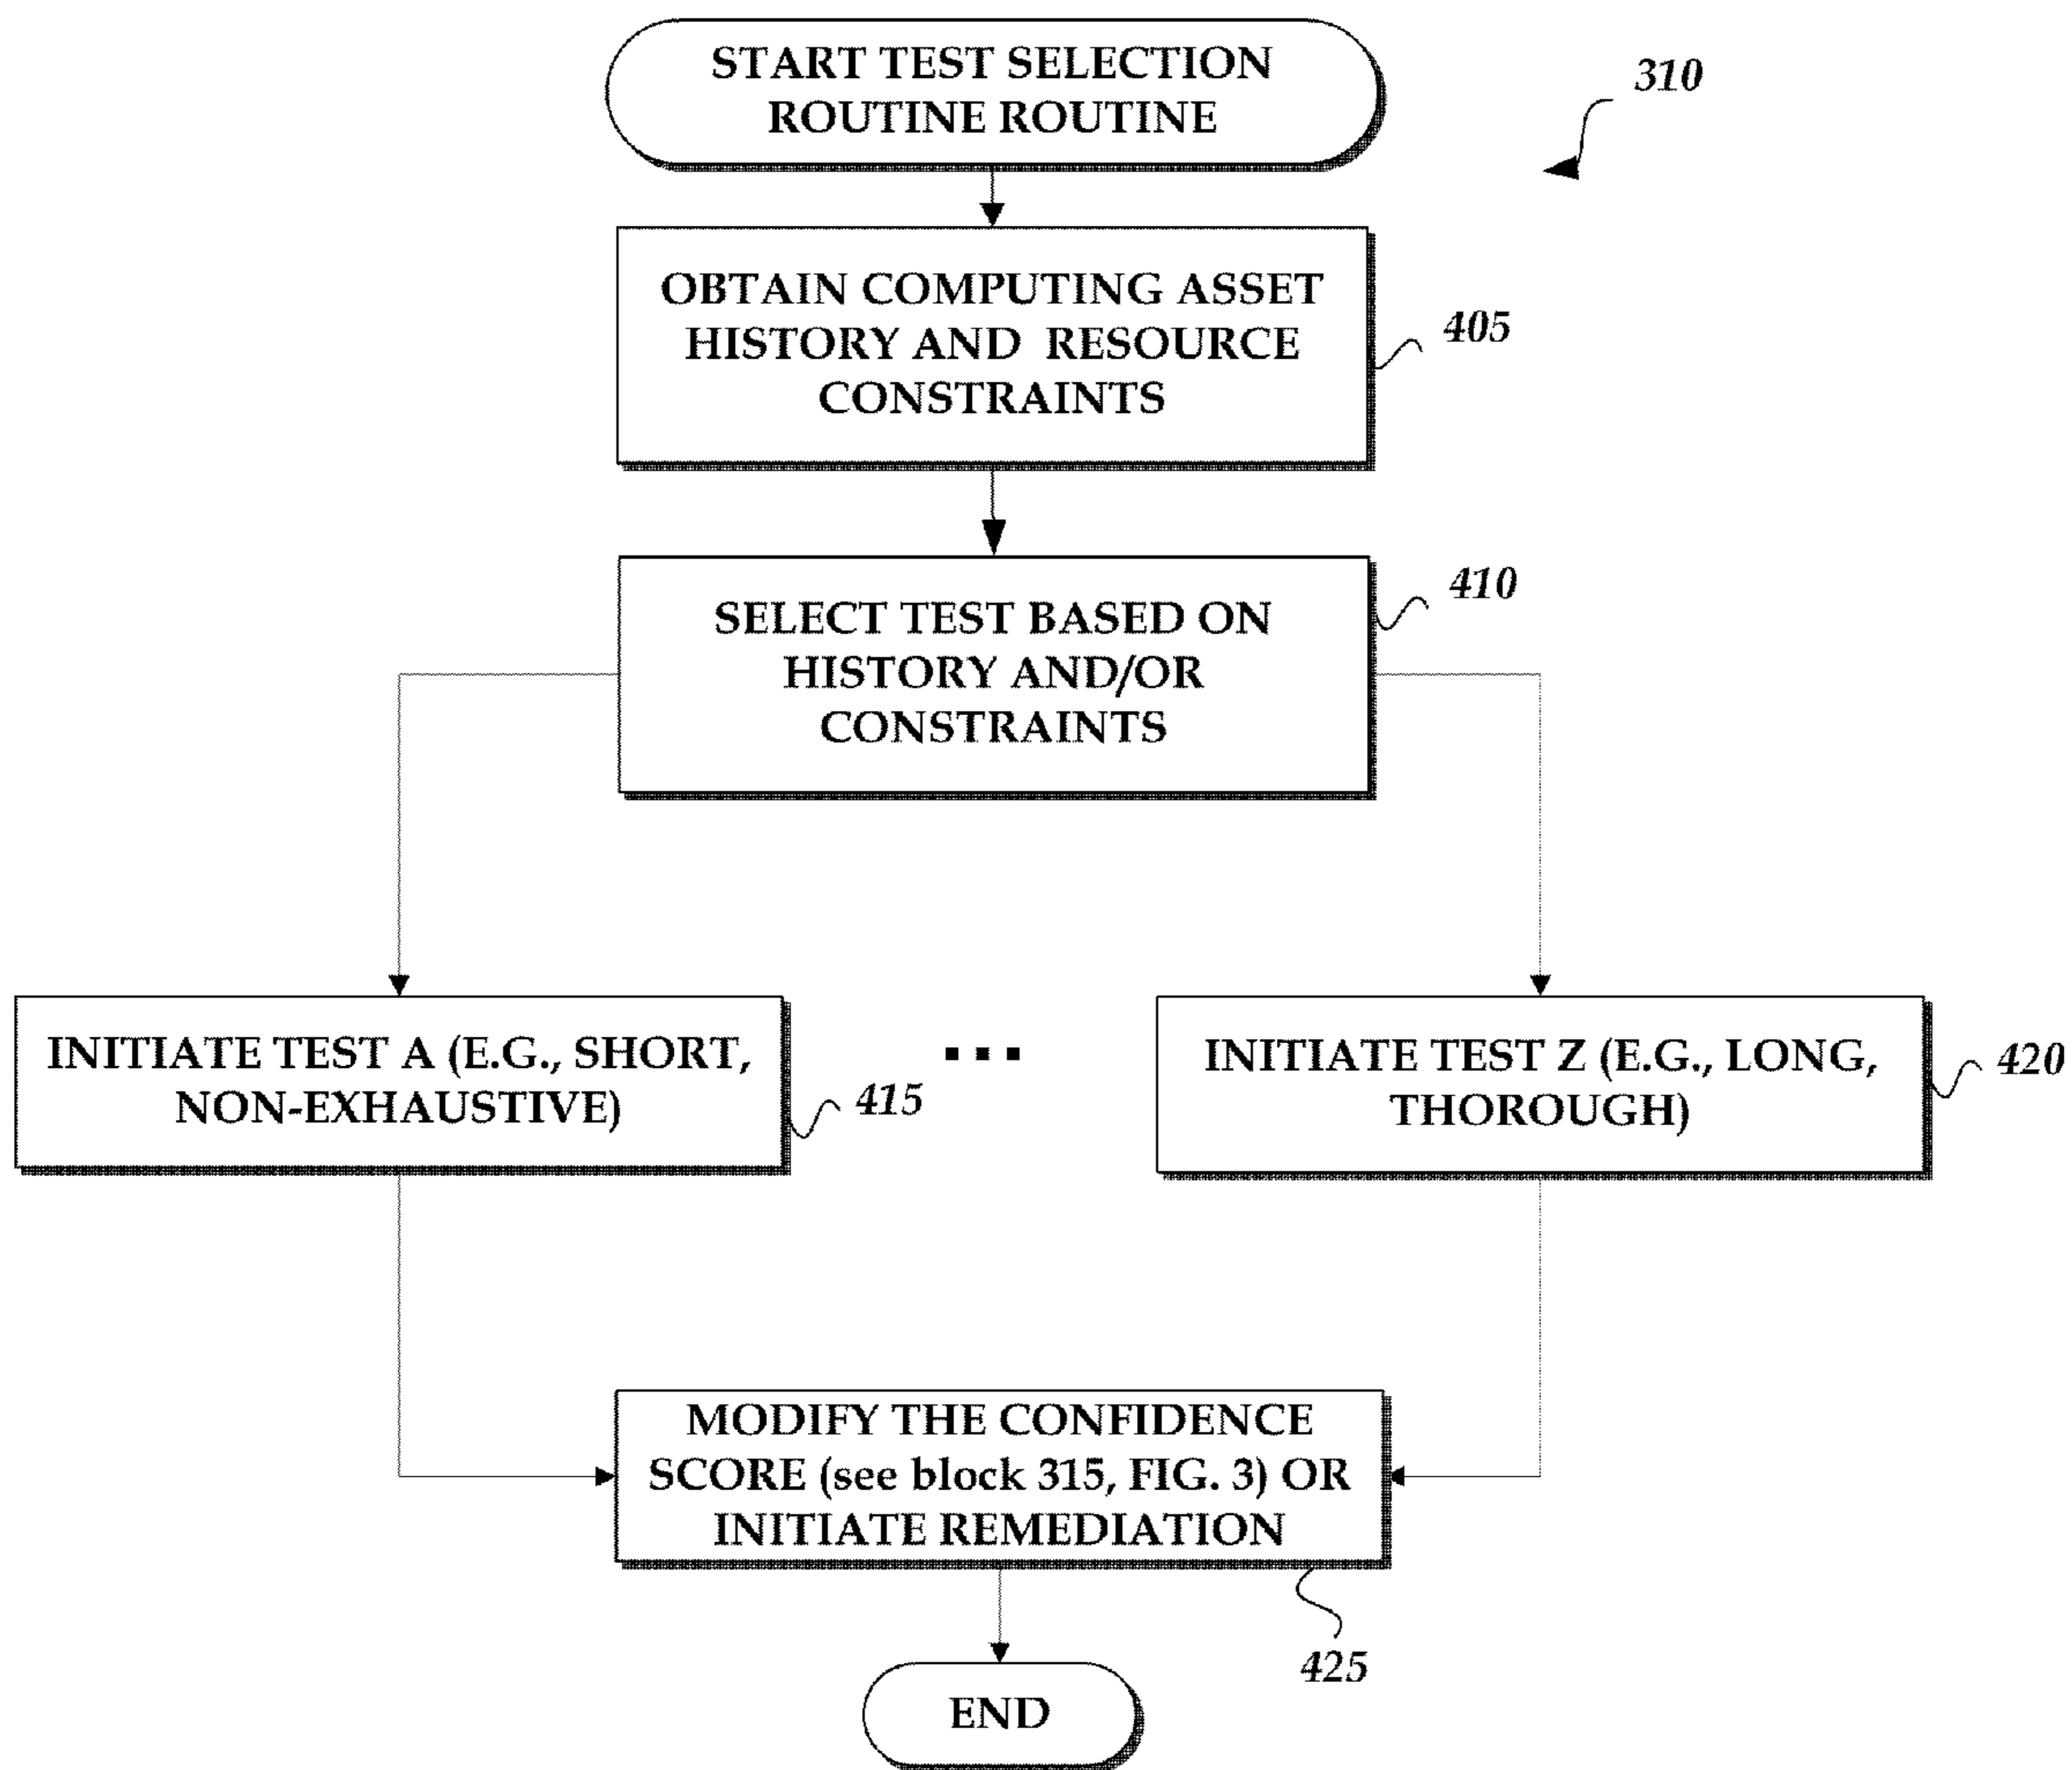 START TEST SELECTION
ROUTINE ROUTINE
310
OBTAIN COMPUTING ASSET
HISTORY AND RESOURCE
CONSTRAINTS
405
SELECT TEST BASED ON
HISTORY AND/OR
CONSTRAINTS
410
INITIATE TEST A (E.G., SHORT,
NON-EXHAUSTIVE)
415
...
INITIATE TEST Z (E.G., LONG,
THOROUGH)
420
MODIFY THE CONFIDENCE
SCORE (see block 315, FIG. 3) OR
INITIATE REMEDIATION
425
END